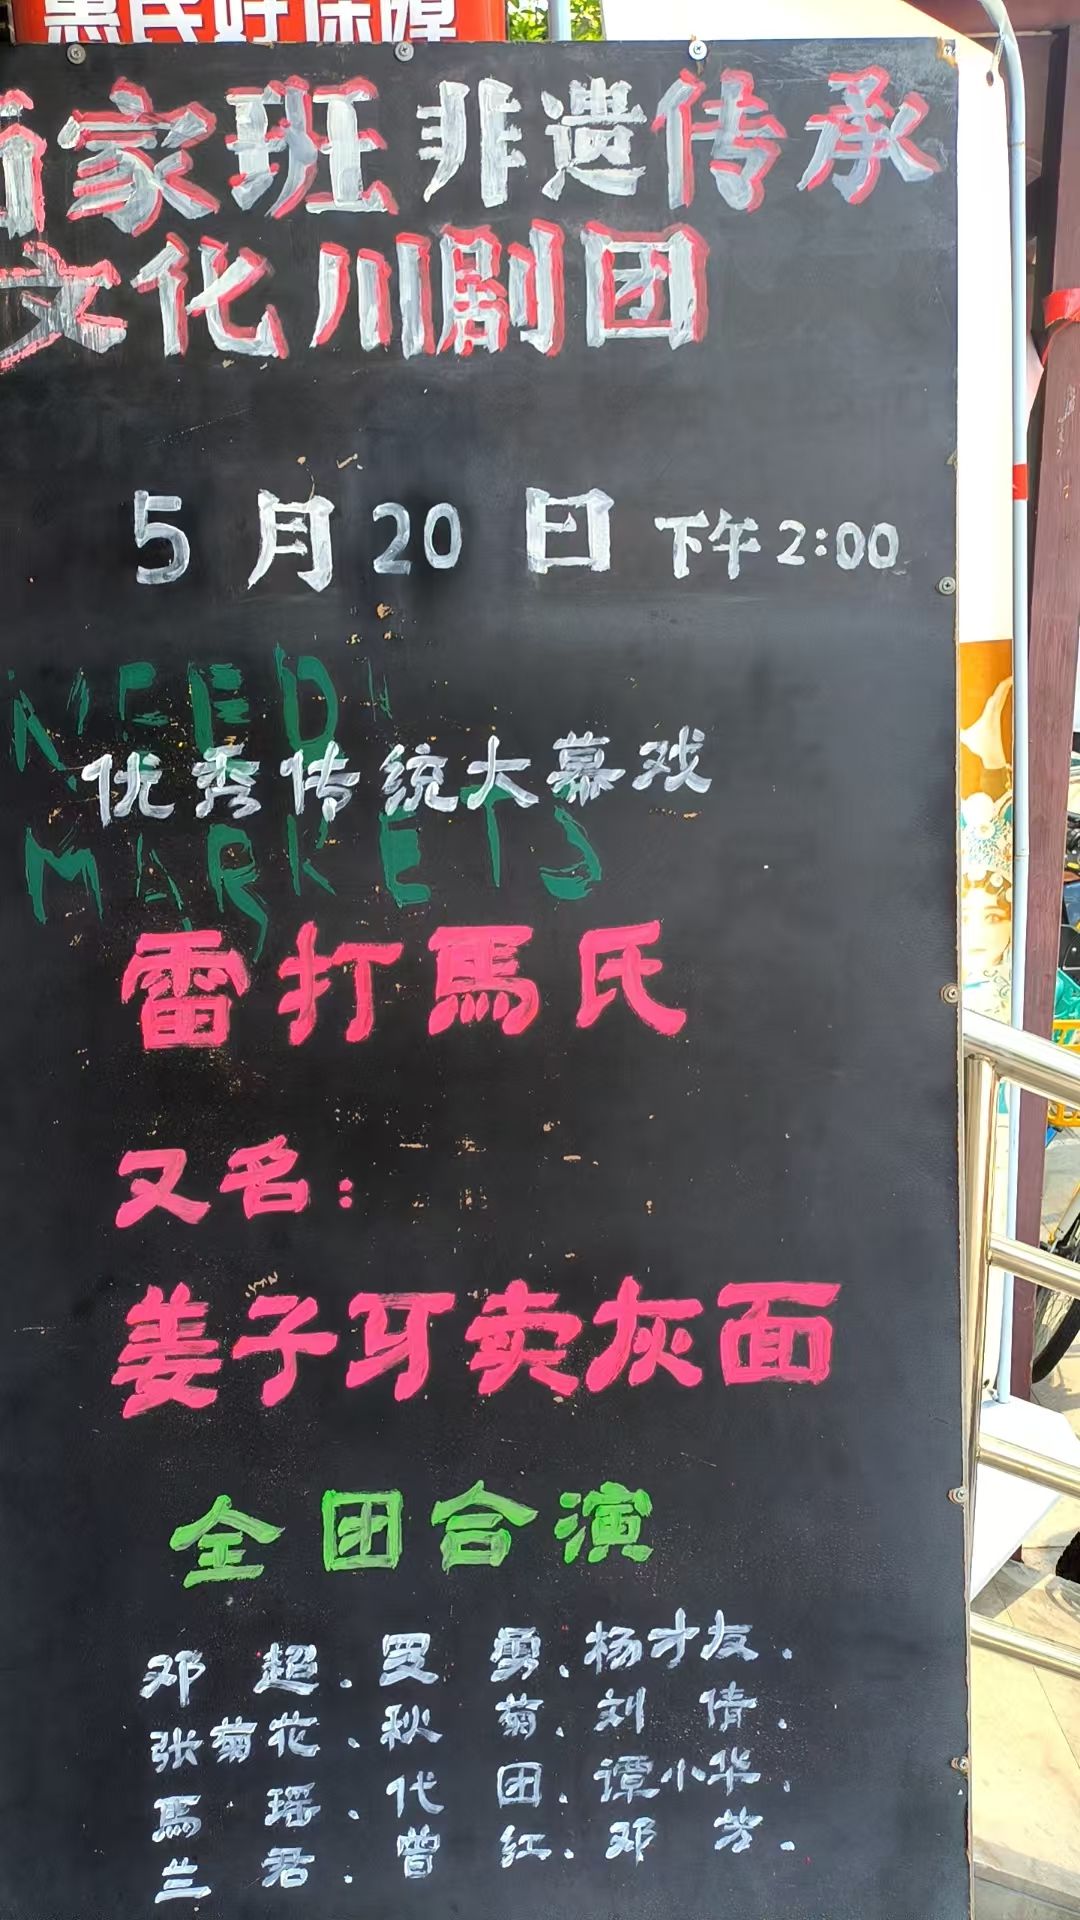 惠民好保障
家班非遗传承
文化川剧团
5月20日下午2:00
NEED
优秀传统大幕戏
MARKETS
雷打馬氏
又名：
姜子牙卖灰面
全团合演
邓超、罗勇、杨才友、
张菊花、秋菊、刘倩、
馬瑶、代团、谭小华、
兰君、曾红、邓芳、